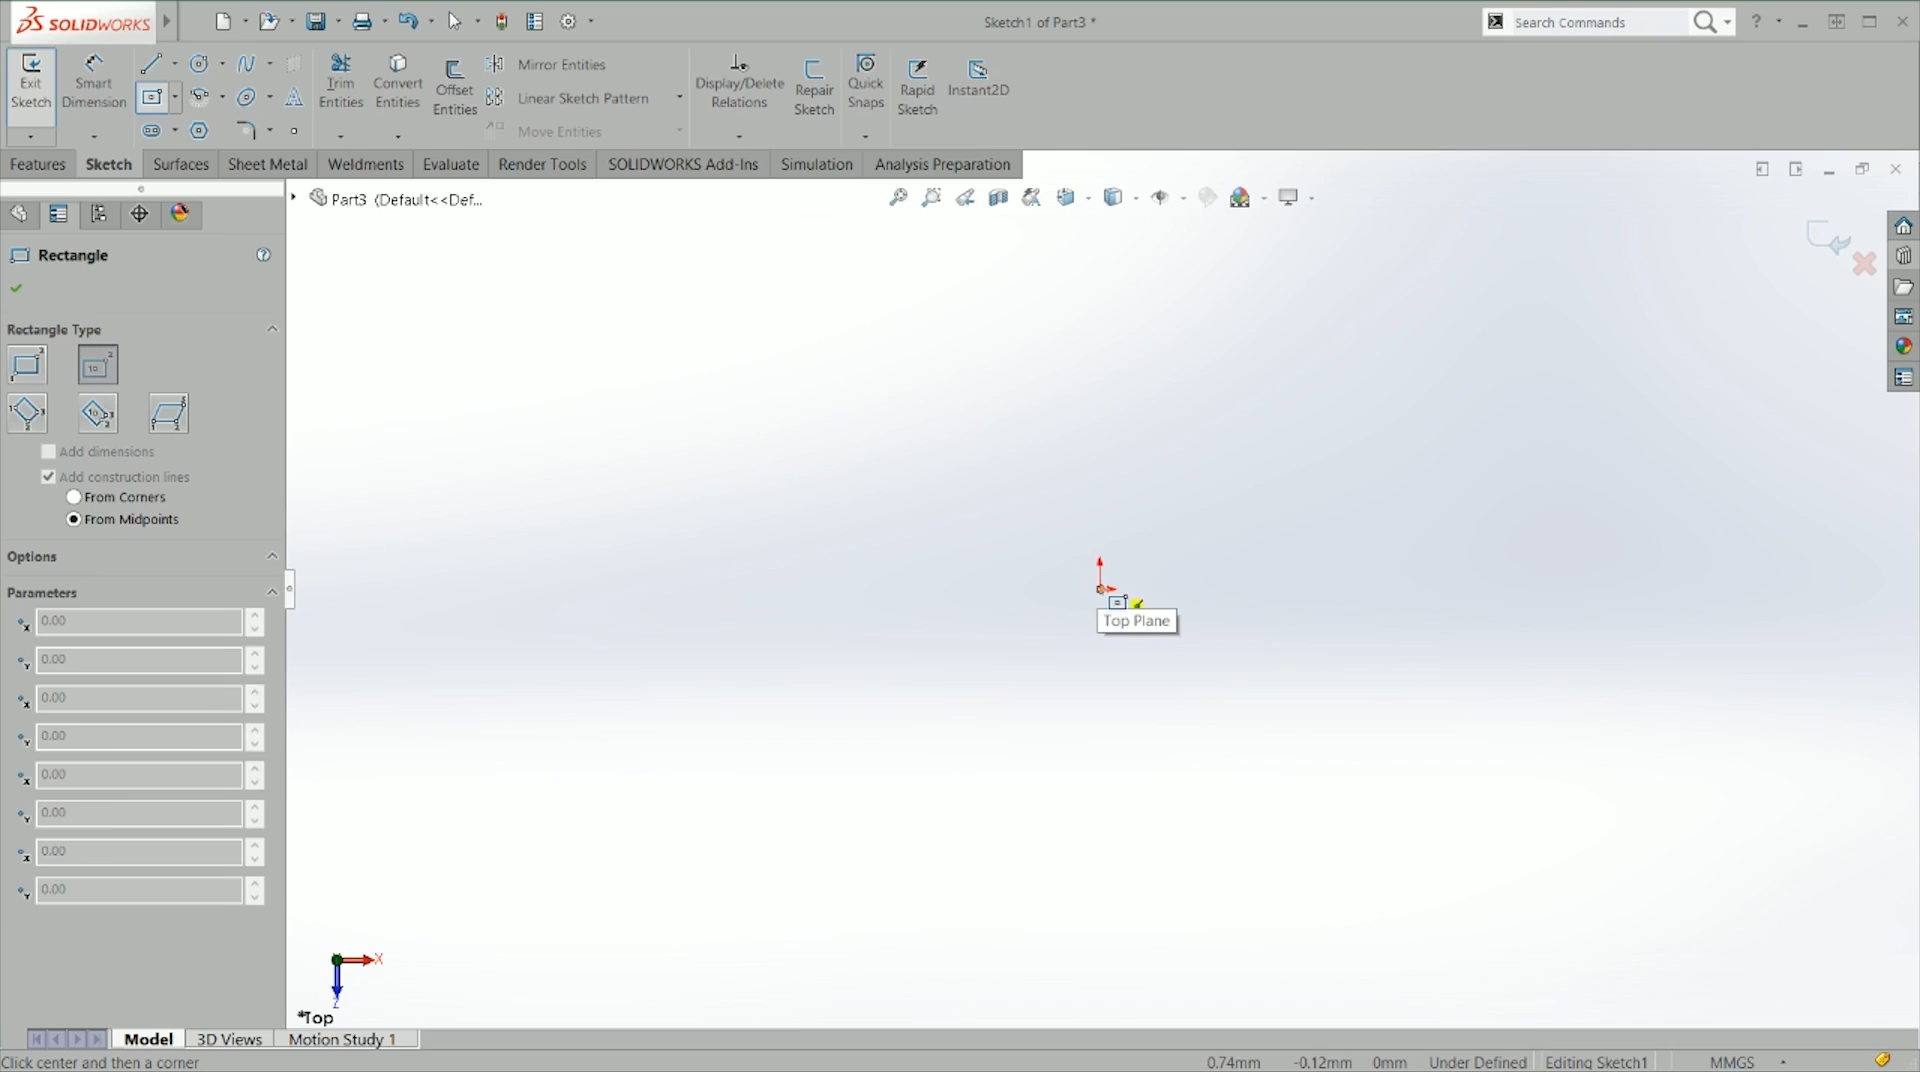 SOLIDWORKS
Sketch1 of Part3 *
Search Commands
?
Exit Sketch
Smart Dimension
Trim Entities
Convert Entities
Offset Entities
Mirror Entities
Linear Sketch Pattern
Move Entities
Display/Delete Relations
Repair Sketch
Quick Snaps
Rapid Sketch
Instant2D
Features
Sketch
Surfaces
Sheet Metal
Weldments
Evaluate
Render Tools
SOLIDWORKS Add-Ins
Simulation
Analysis Preparation
Part3 (Default<<Def...
Rectangle
Rectangle Type
Add dimensions
Add construction lines
From Corners
From Midpoints
Options
Parameters
0.00
0.00
0.00
0.00
0.00
0.00
0.00
0.00
Top Plane
X
Z
*Top
Model
3D Views
Motion Study 1
Click center and then a corner
0.74mm
-0.12mm
0mm
Under Defined
Editing Sketch1
MMGS